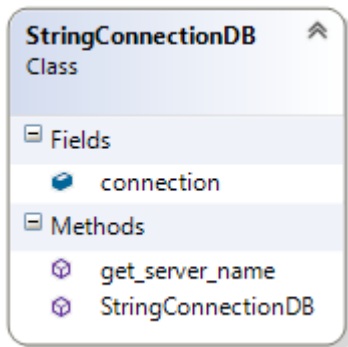 StringConnectionDB
Class
Fields
connection
Methods
get_server_name
StringConnectionDB